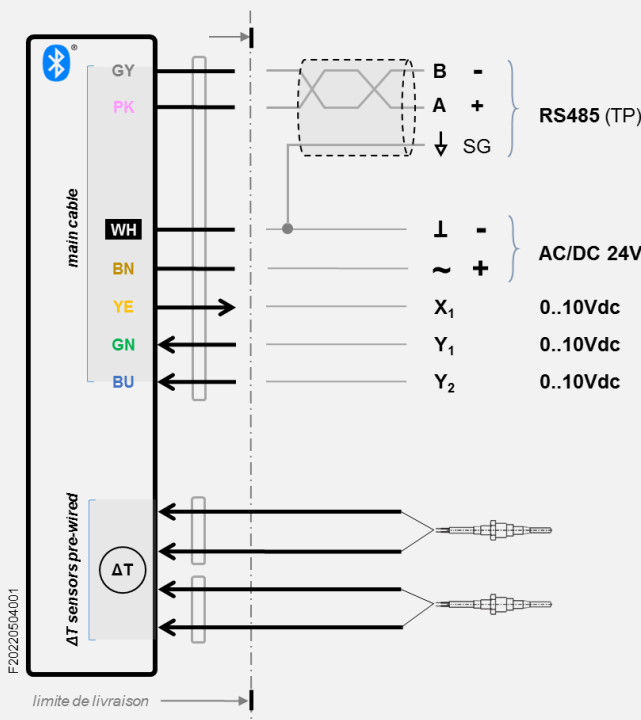 ®
GY B -
PK A + RS485 (TP)
SG
main cable
WH ⊥ -
AC/DC 24V
BN ~ +
YE X₁ 0..10Vdc
GN Y₁ 0..10Vdc
BU Y₂ 0..10Vdc
ΔT sensors pre-wired
ΔT
F20220504001
limite de livraison